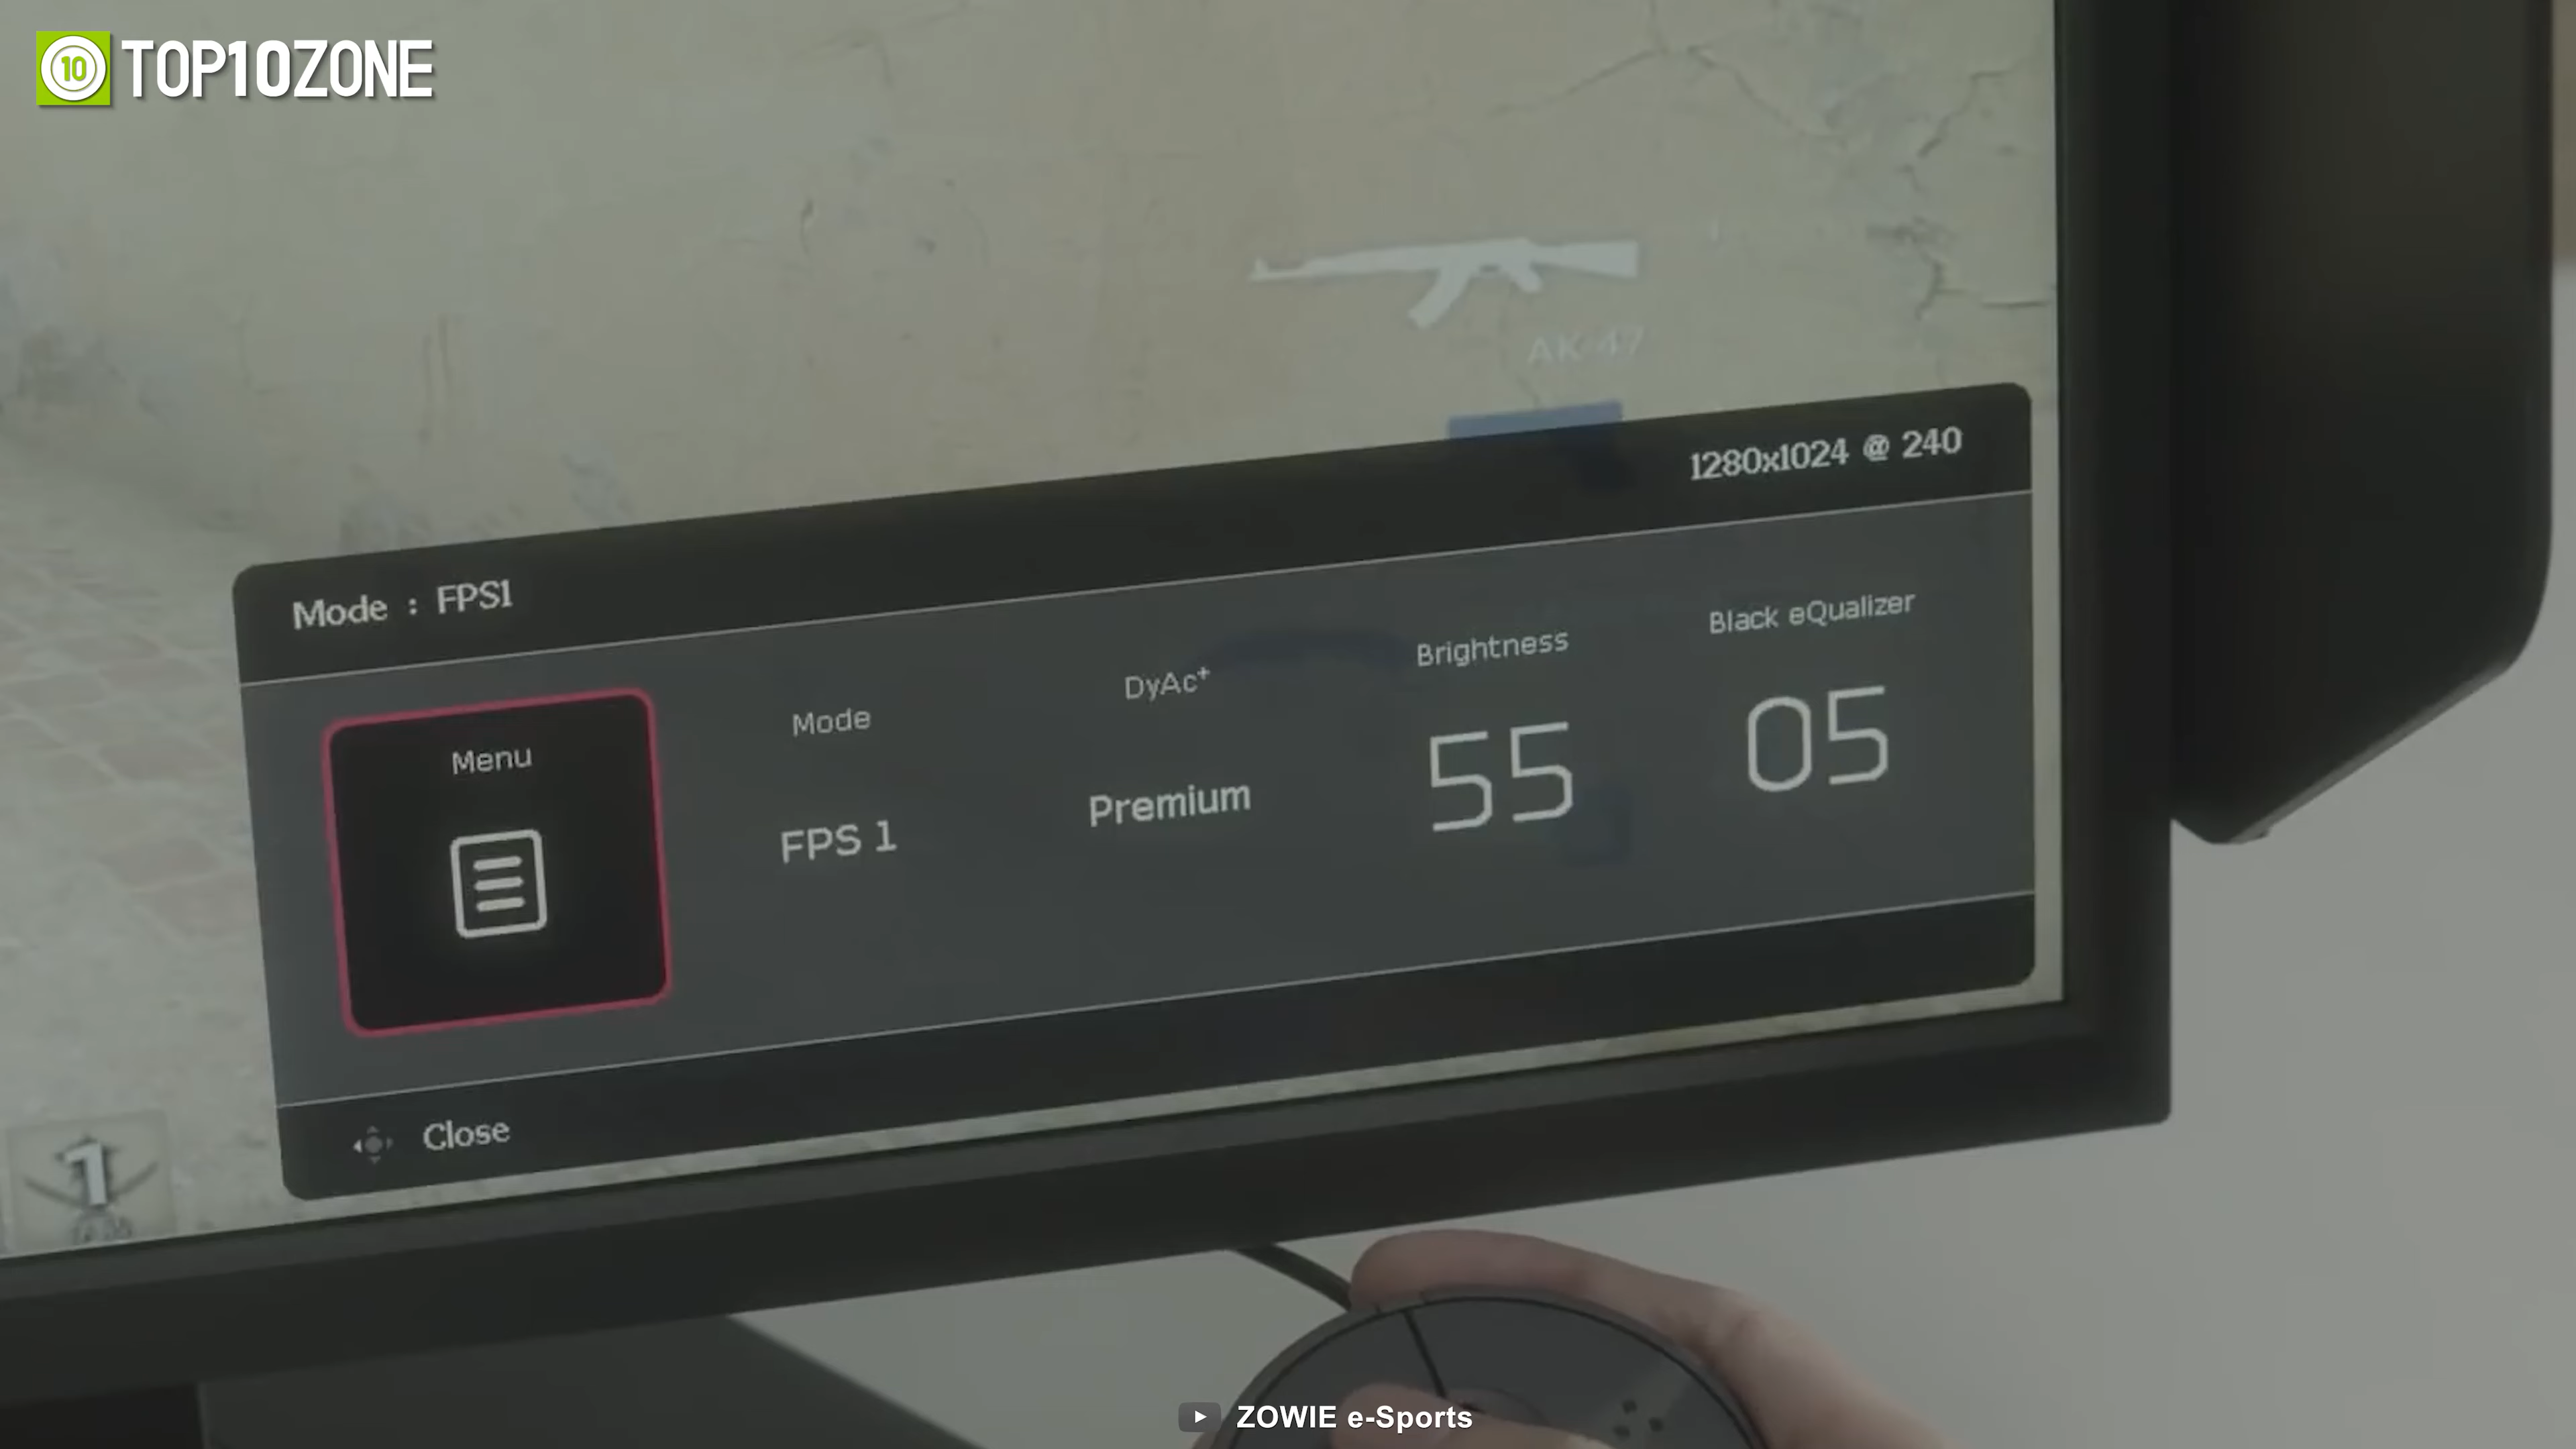 10 TOP10ZONE
AK-47
1280x1024 @ 240
Mode : FPS1
Menu
Mode
FPS 1
DyAc+
Premium
Brightness
55
Black eQualizer
05
Close
1
ZOWIE e-Sports